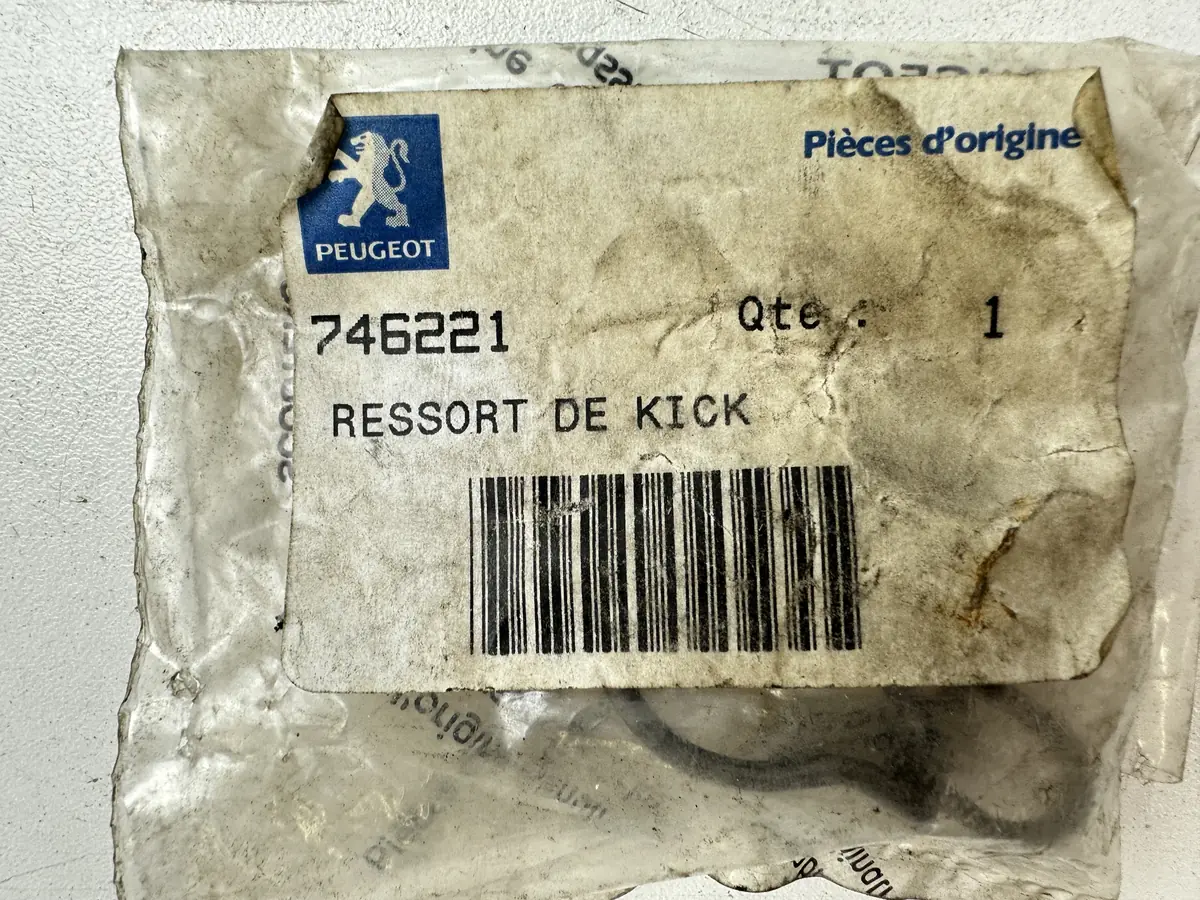 Pièces d'origine
PEUGEOT
746221 Qte : 1
RESSORT DE KICK